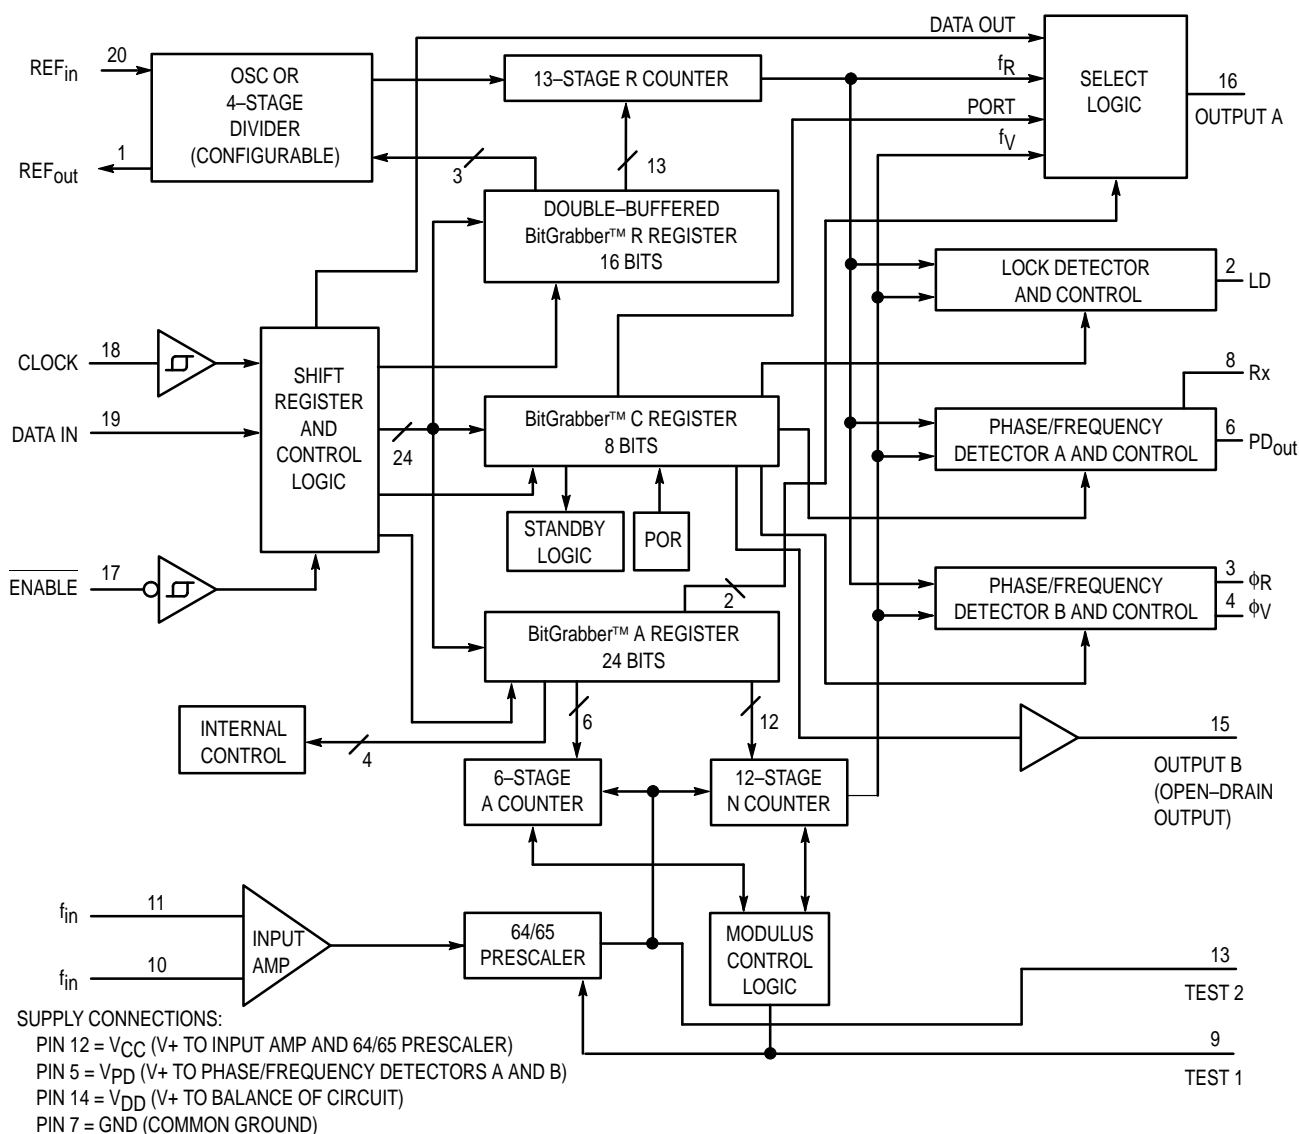 DATA OUT
20
REFin
OSC OR
4–STAGE
DIVIDER
(CONFIGURABLE)
13–STAGE R COUNTER
fR
SELECT
LOGIC
16
OUTPUT A
PORT
fV
1
REFout
3
13
DOUBLE–BUFFERED
BitGrabber™ R REGISTER
16 BITS
LOCK DETECTOR
AND CONTROL
2
LD
CLOCK
18
SHIFT
REGISTER
AND
CONTROL
LOGIC
8
Rx
DATA IN
19
24
BitGrabber™ C REGISTER
8 BITS
PHASE/FREQUENCY
DETECTOR A AND CONTROL
6
PDout
STANDBY
LOGIC
POR
ENABLE
17
2
PHASE/FREQUENCY
DETECTOR B AND CONTROL
3
ϕR
4
ϕV
BitGrabber™ A REGISTER
24 BITS
INTERNAL
CONTROL
4
6
12
15
OUTPUT B
(OPEN–DRAIN
OUTPUT)
6–STAGE
A COUNTER
12–STAGE
N COUNTER
fin
11
INPUT
AMP
fin
10
64/65
PRESCALER
MODULUS
CONTROL
LOGIC
13
TEST 2
9
TEST 1
SUPPLY CONNECTIONS:
PIN 12 = VCC (V+ TO INPUT AMP AND 64/65 PRESCALER)
PIN 5 = VPD (V+ TO PHASE/FREQUENCY DETECTORS A AND B)
PIN 14 = VDD (V+ TO BALANCE OF CIRCUIT)
PIN 7 = GND (COMMON GROUND)